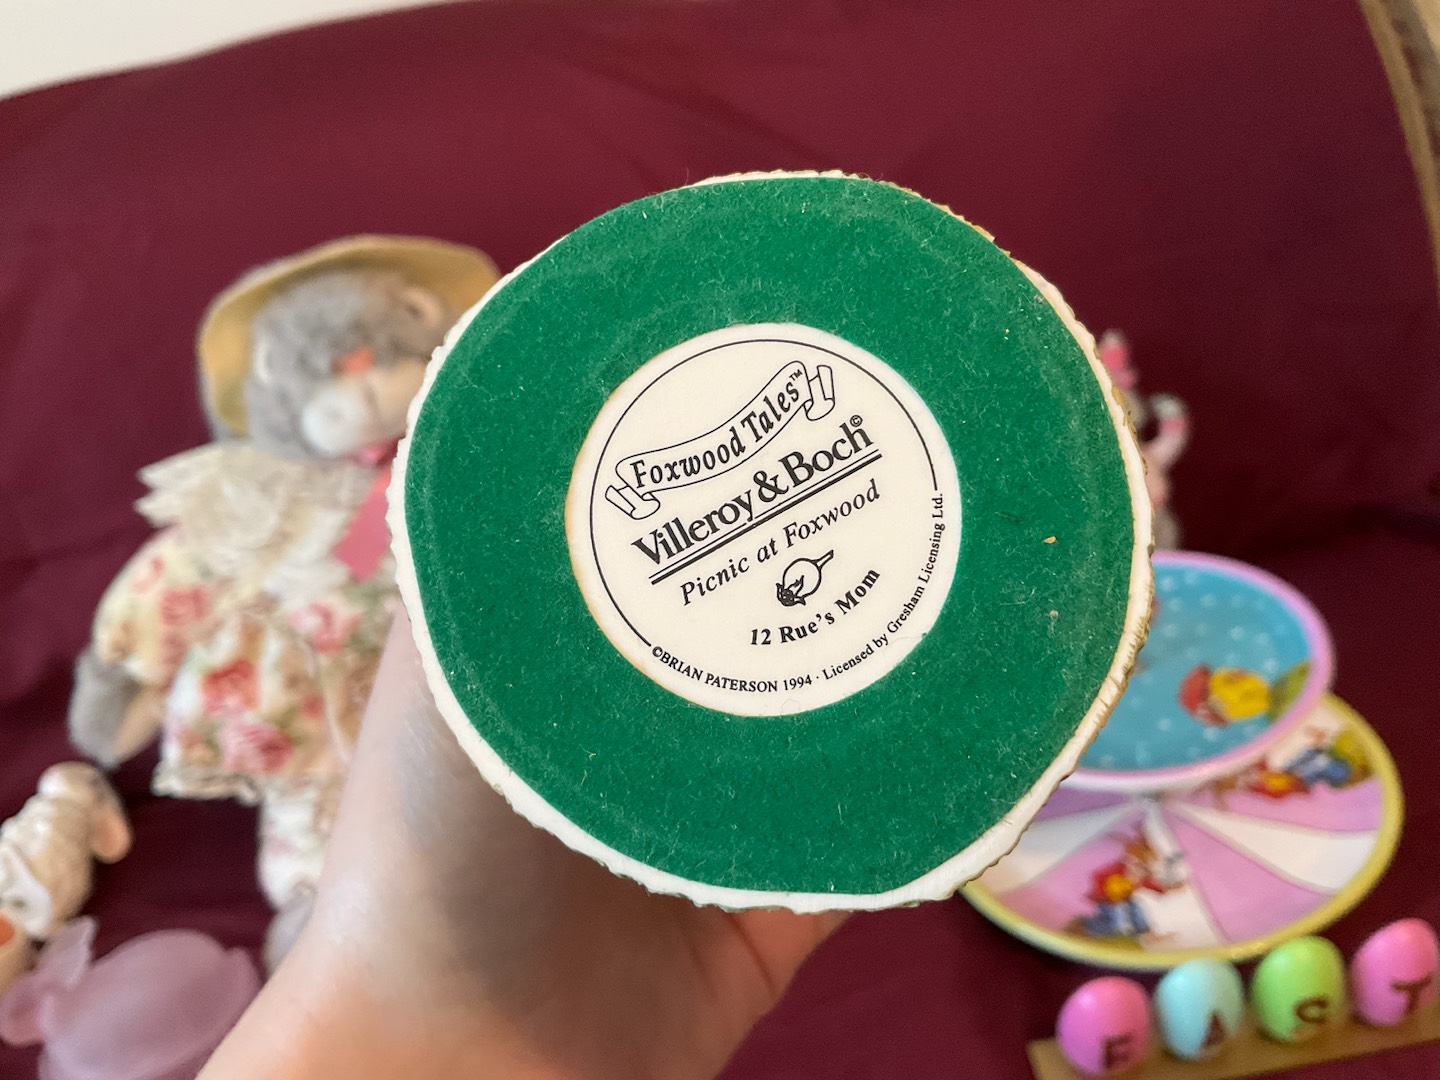 Foxwood Tales™
Villeroy & Boch©
Picnic at Foxwood
12 Rue's Mom
©BRIAN PATERSON 1994 · Licensed by Gresham Licensing Ltd.
E A S T